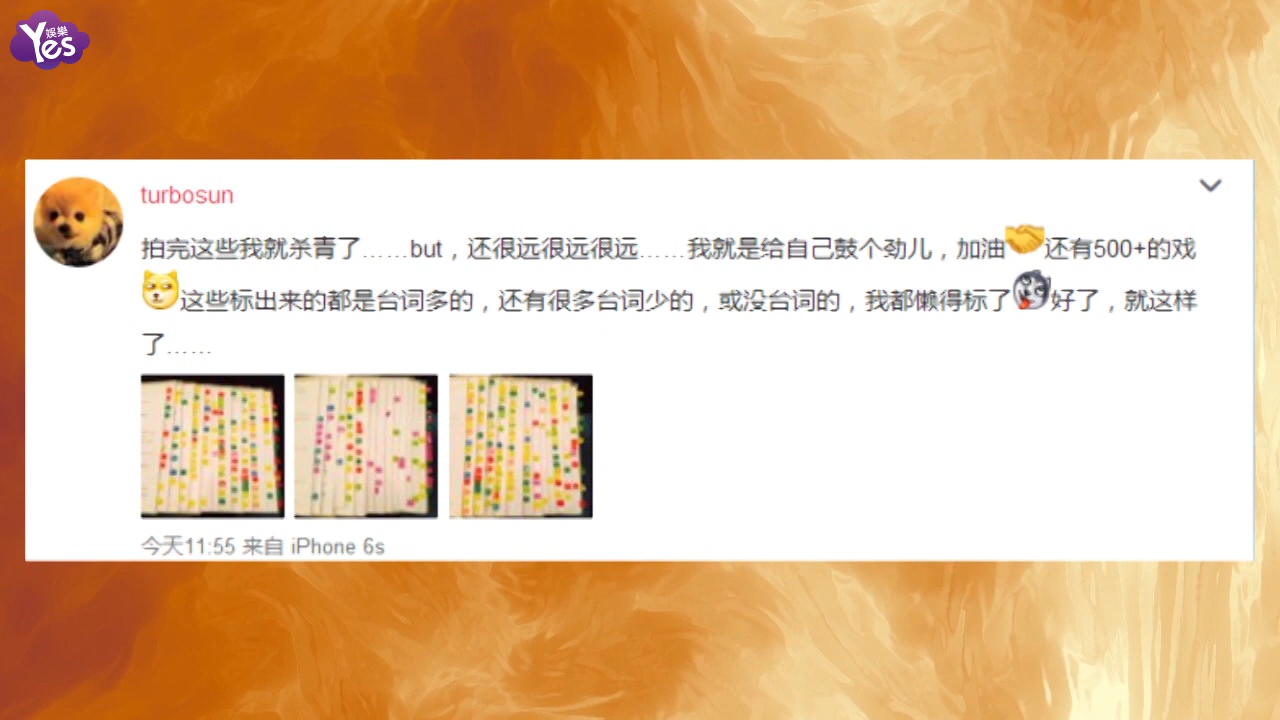 Yes 娱樂
turbosun
拍完这些我就杀青了……but，还很远很远很远……我就是给自己鼓个劲儿，加油还有500+的戏
这些标出来的都是台词多的，还有很多台词少的，或没台词的，我都懒得标了好了，就这样
了……
今天11:55 来自 iPhone 6s